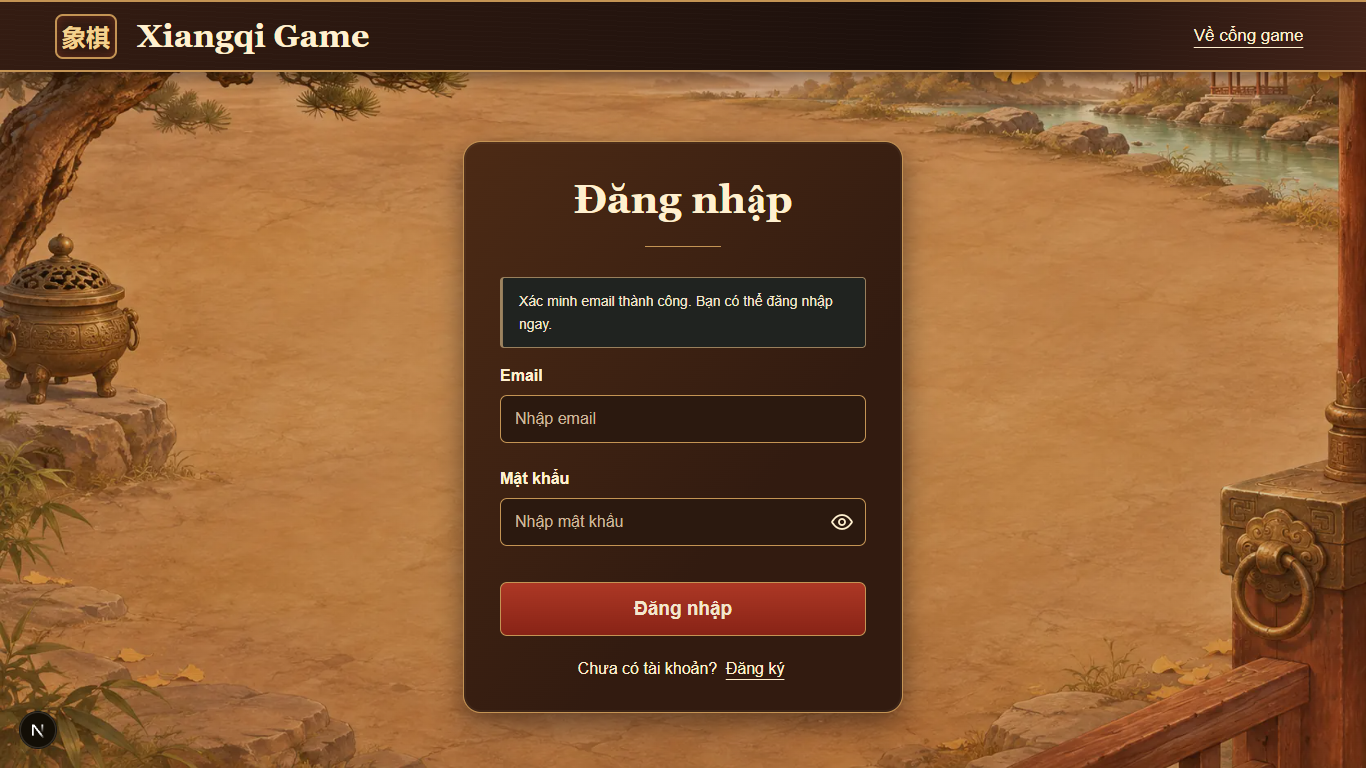 象棋 Xiangqi Game
Về cổng game
Đăng nhập
Xác minh email thành công. Bạn có thể đăng nhập
ngay.
Email
Nhập email
Mật khẩu
Nhập mật khẩu
Đăng nhập
Chưa có tài khoản? Đăng ký
N